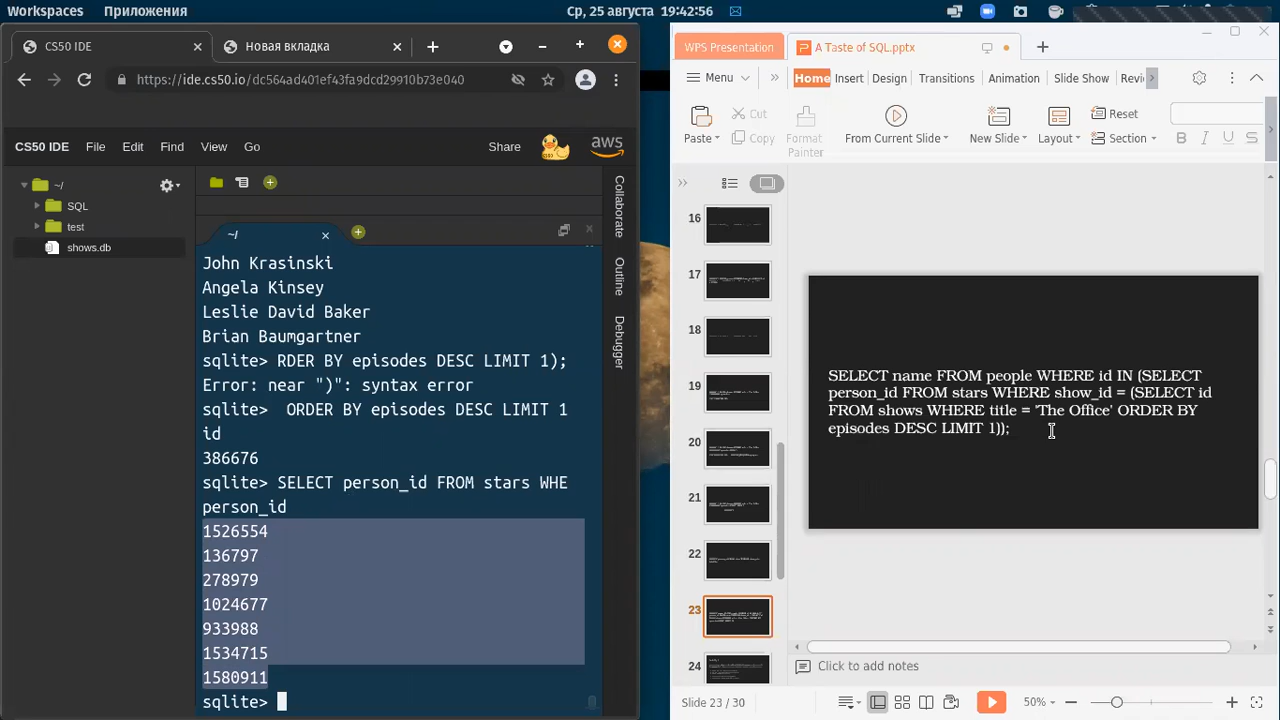 Workspaces Приложения Ср, 25 августа 19:42:56
Новая вкладка
WPS Presentation A Taste of SQL.pptx
Menu Home Insert Design Transitions Animation Slide Show
Paste Cut Copy Format Painter From Current Slide New Slide Layout Reset Section
B I U S
https://ide.cs50.io/
CS50 IDE Edit Find View Go Share aws
SQL
test
shows.db
~/
Collaborate
Outline
Debugger
John Krasinski
Angela Kinsey
Leslie David Baker
Brian Baumgartner
sqlite> RDER BY episodes DESC LIMIT 1);
Error: near ")": syntax error
sqlite> ORDER BY episodes DESC LIMIT 1
id
386676
sqlite> SELECT person_id FROM stars WHE
person_id
1526554
136797
278979
1024677
933988
1534715
3080911
sqlite>
16
17
18
19
20
21
22
23
24
SELECT name FROM people WHERE id IN (SELECT
person_id FROM stars WHERE show_id = (SELECT id
FROM shows WHERE title = 'The Office' ORDER BY
episodes DESC LIMIT 1));
Click to add notes
Slide 23 / 30 50%